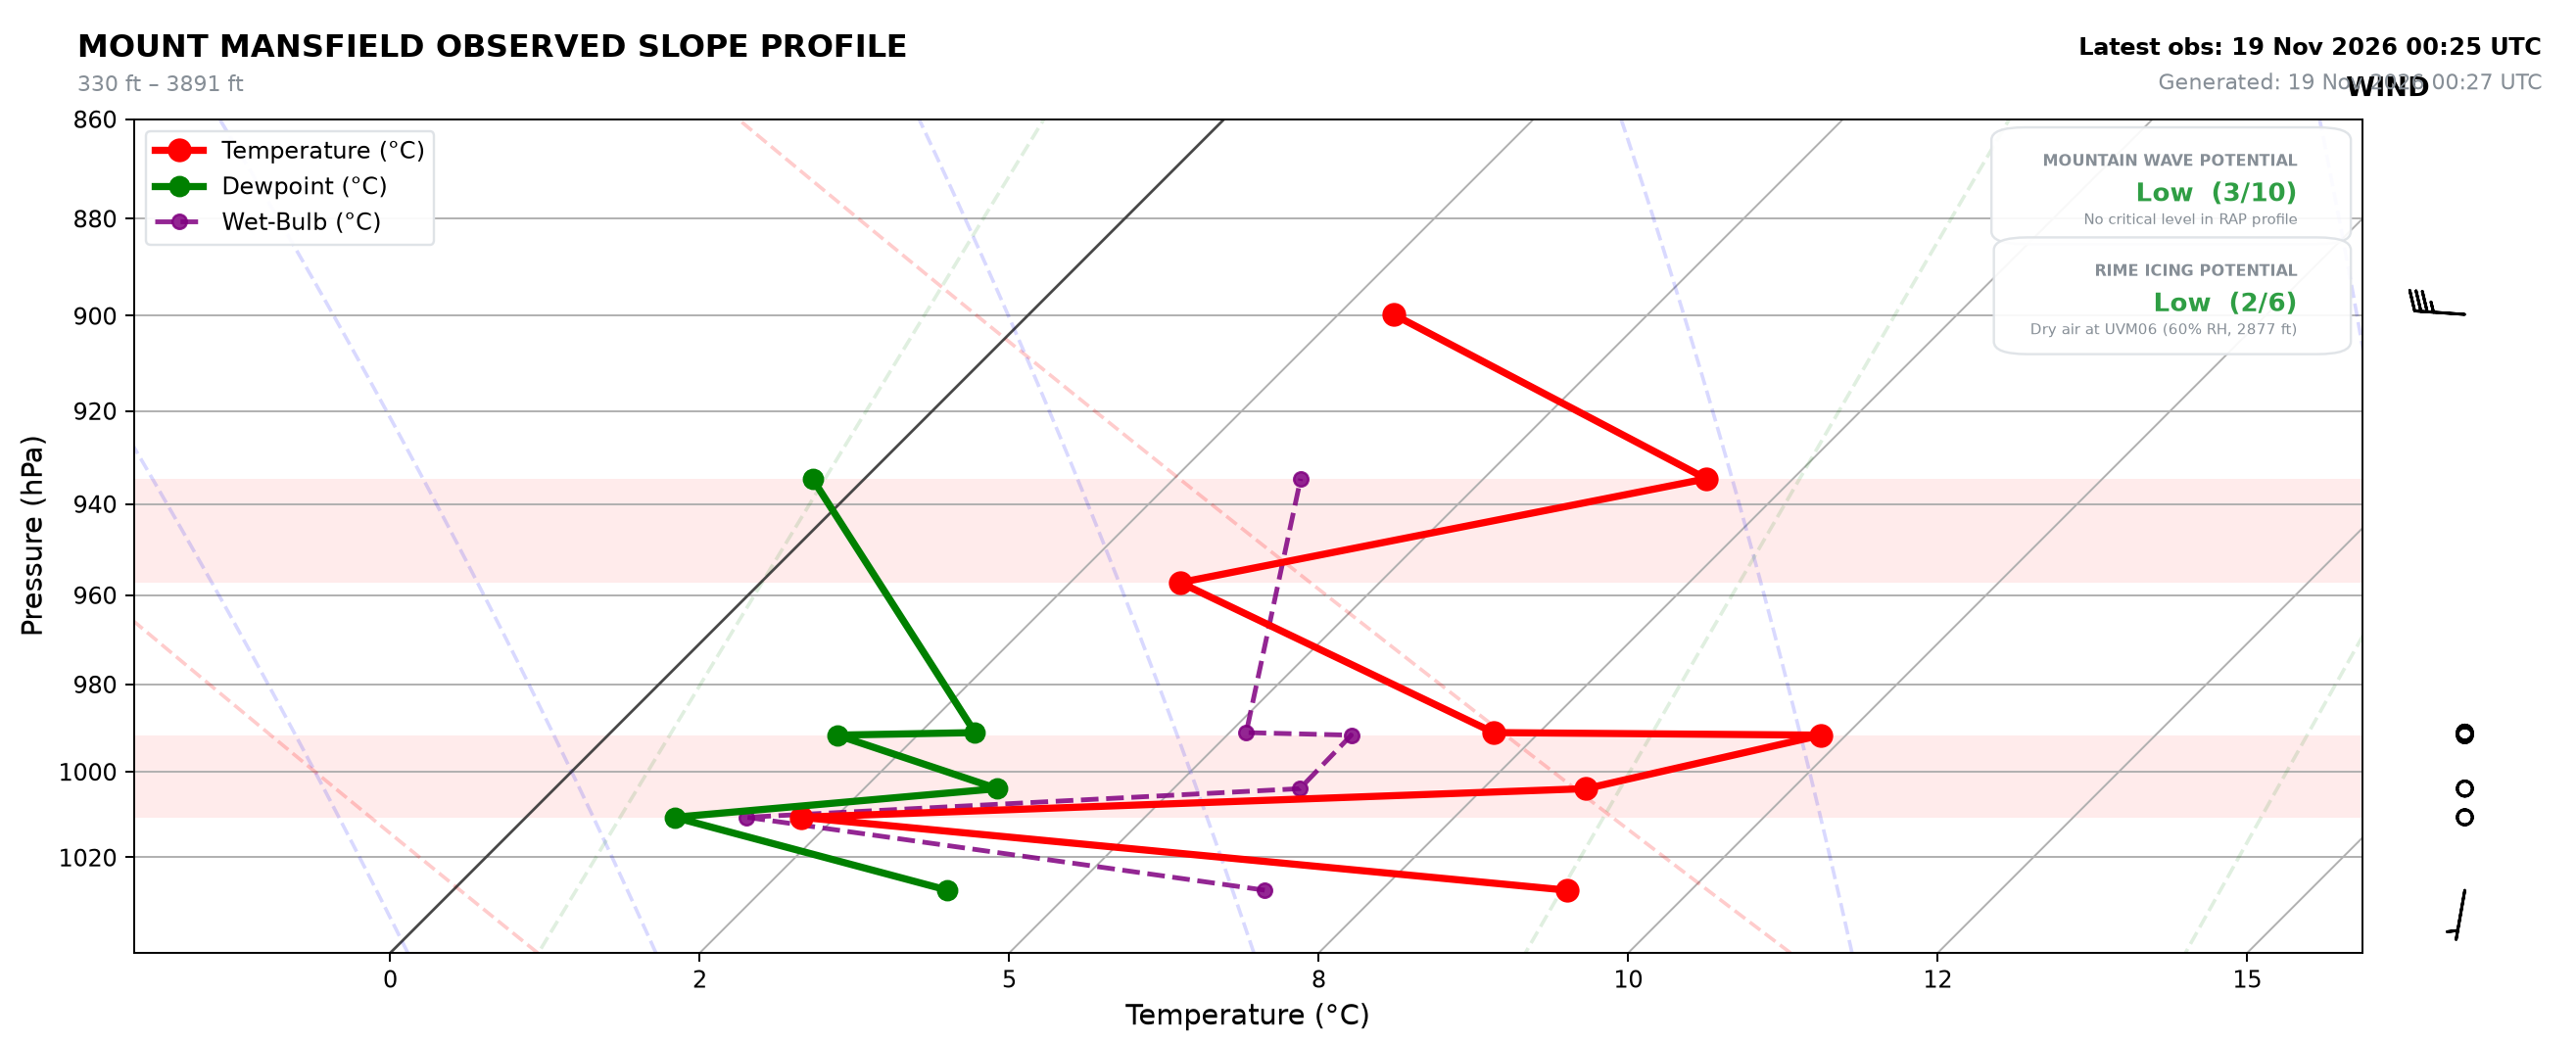 MOUNT MANSFIELD OBSERVED SLOPE PROFILE
330 ft – 3891 ft
Latest obs: 19 Nov 2026 00:25 UTC
Generated: 19 Nov 2026 00:27 UTC
WIND
Temperature (°C)
Dewpoint (°C)
Wet-Bulb (°C)
MOUNTAIN WAVE POTENTIAL
Low (3/10)
No critical level in RAP profile
RIME ICING POTENTIAL
Low (2/6)
Dry air at UVM06 (60% RH, 2877 ft)
Pressure (hPa)
860
880
900
920
940
960
980
1000
1020
0 2 5 8 10 12 15
Temperature (°C)